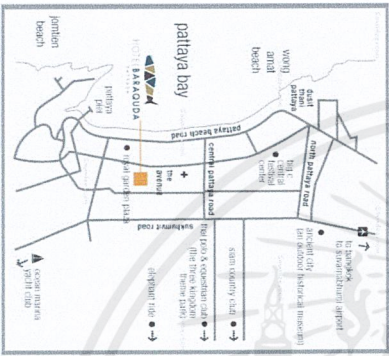 jomtien
beach
pattaya
pier
pattaya bay
HOTEL BARAQUDA
PATTAYA
wong
amat
beach
dusit
thani
pattaya
pattaya beach road
north pattaya road
central pattaya road
big c
central
festival
center
the
avenue
royal garden plaza
sukhumvit road
to bangkok
to suvarnabhumi airport
ancient city
(an outdoor historical museum)
siam country club
thai polo & equestrian club
(the three kingdom
theme park)
elephant ride
ocean marina
yacht club